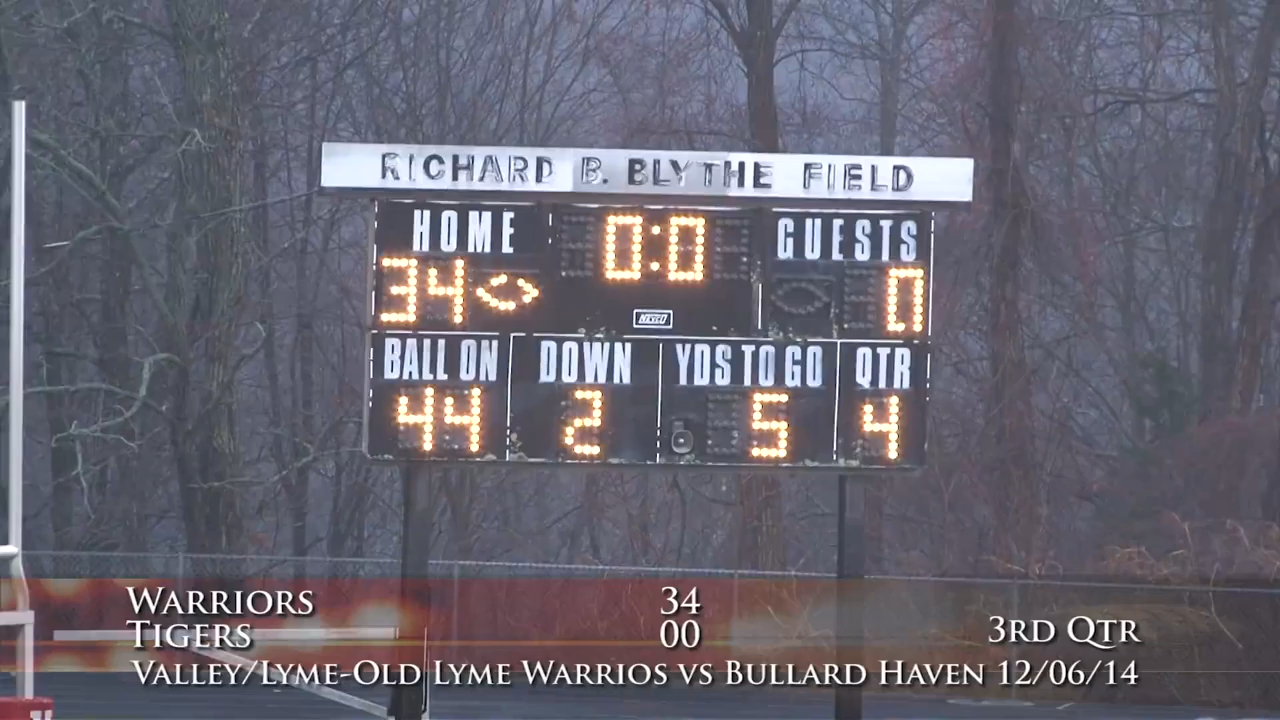 RICHARD B. BLYTHE FIELD
HOME 0:0 GUESTS
34 0
NEVCO
BALL ON DOWN YDS TO GO QTR
44 2 5 4
WARRIORS 34
TIGERS 00 3RD QTR
VALLEY/LYME-OLD LYME WARRIOS VS BULLARD HAVEN 12/06/14